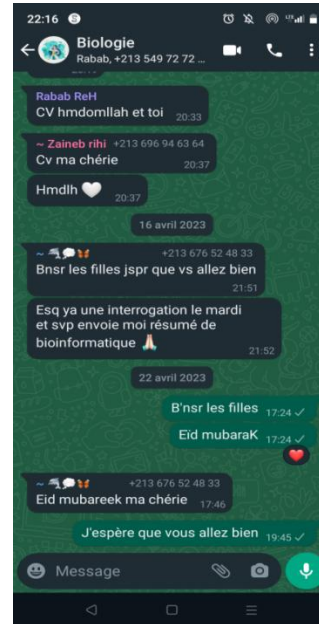 22:16
Biologie
Rabab, +213 549 72 72 ...
Rabab ReH
CV hmdomllah et toi 20:33
~ Zaineb rihi +213 696 94 63 64
Cv ma chérie 20:37
Hmdlh 🤍 20:37
16 avril 2023
+213 676 52 48 33
Bnsr les filles jspr que vs allez bien
21:51
Esq ya une interrogation le mardi
et svp envoie moi résumé de
bioinformatique 🙏🏻
21:52
22 avril 2023
B'nsr les filles 17:24
Eïd mubaraK 17:24
❤️
+213 676 52 48 33
Eid mubareek ma chérie 17:46
J'espère que vous allez bien 19:45
Message